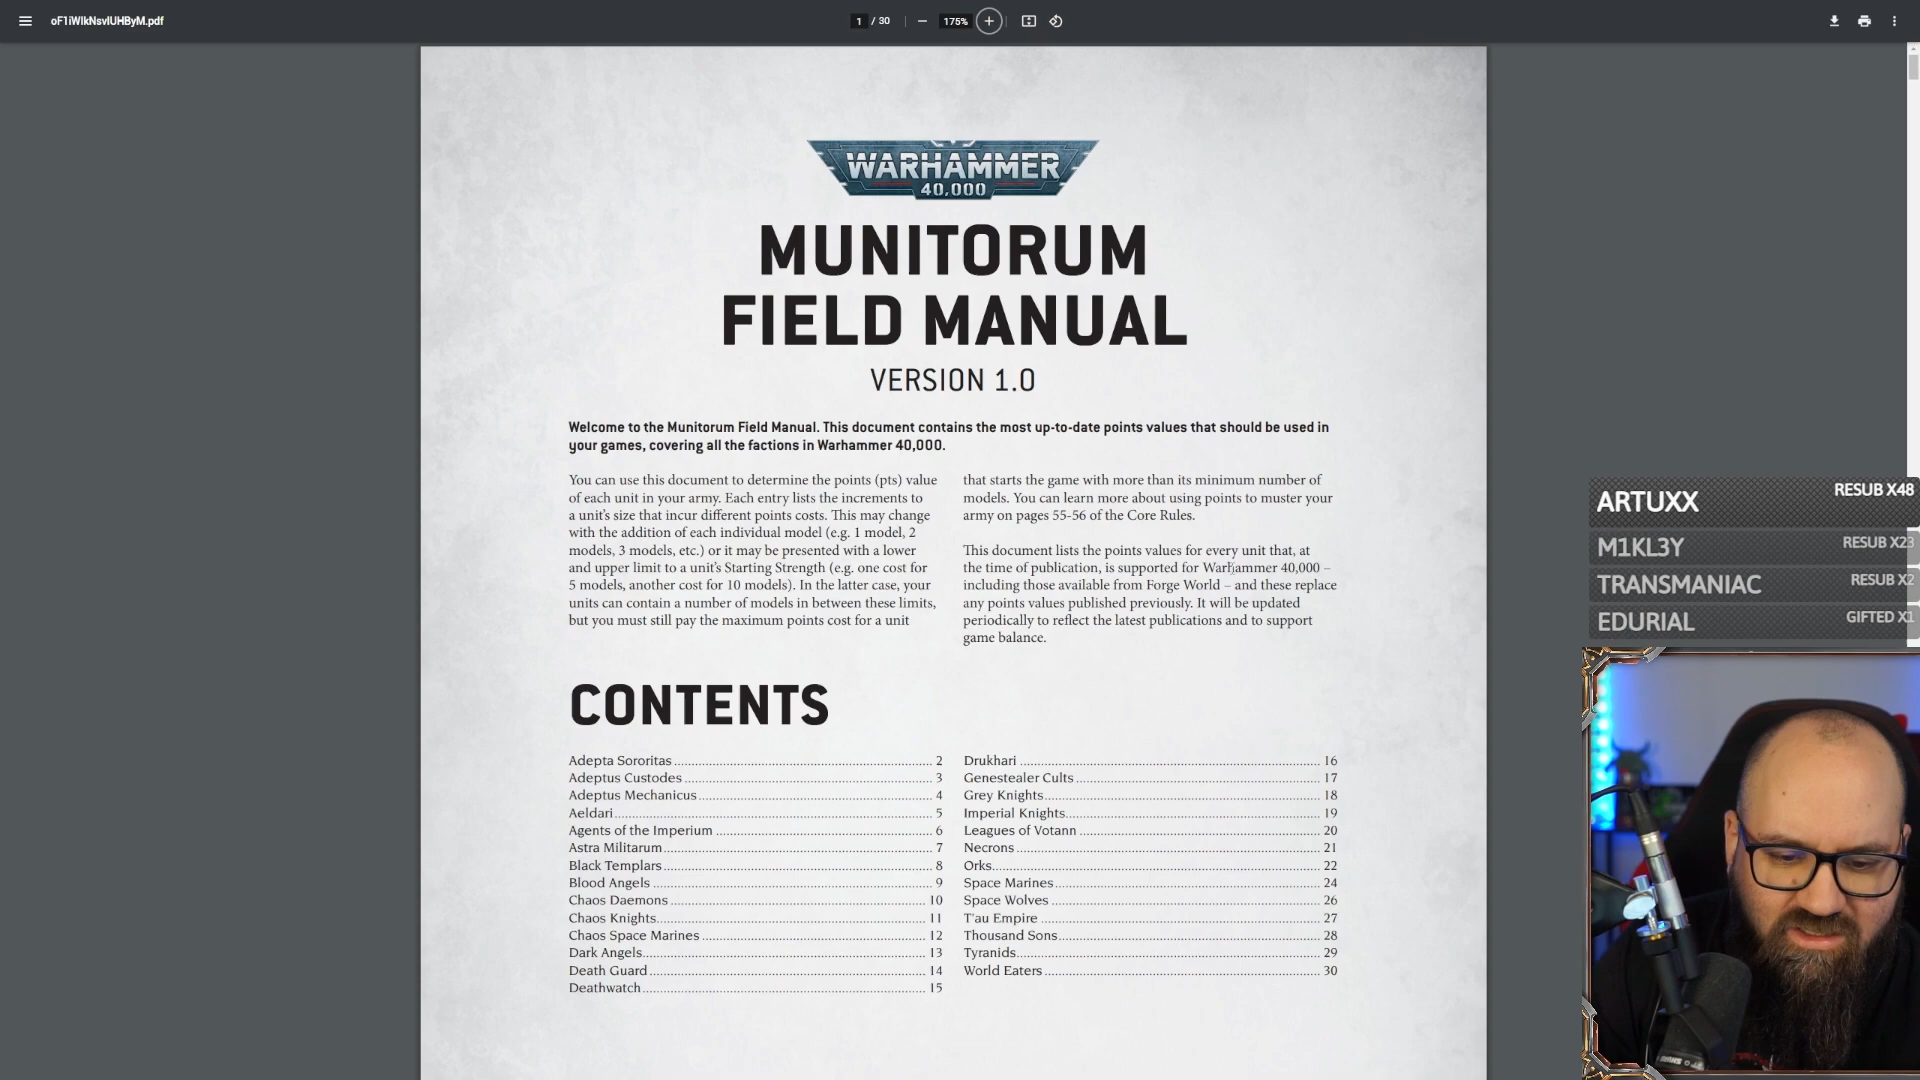 oF1iWlkNsvlUHByM.pdf
1 / 30
175%
WARHAMMER
40,000
MUNITORUM
FIELD MANUAL
VERSION 1.0
Welcome to the Munitorum Field Manual. This document contains the most up-to-date points values that should be used in
your games, covering all the factions in Warhammer 40,000.
You can use this document to determine the points (pts) value
of each unit in your army. Each entry lists the increments to
a unit's size that incur different points costs. This may change
with the addition of each individual model (e.g. 1 model, 2
models, 3 models, etc.) or it may be presented with a lower
and upper limit to a unit's Starting Strength (e.g. one cost for
5 models, another cost for 10 models). In the latter case, your
units can contain a number of models in between these limits,
but you must still pay the maximum points cost for a unit
that starts the game with more than its minimum number of
models. You can learn more about using points to muster your
army on pages 55-56 of the Core Rules.
This document lists the points values for every unit that, at
the time of publication, is supported for Warhammer 40,000 –
including those available from Forge World – and these replace
any points values published previously. It will be updated
periodically to reflect the latest publications and to support
game balance.
CONTENTS
Adepta Sororitas 2
Adeptus Custodes 3
Adeptus Mechanicus 4
Aeldari 5
Agents of the Imperium 6
Astra Militarum 7
Black Templars 8
Blood Angels 9
Chaos Daemons 10
Chaos Knights 11
Chaos Space Marines 12
Dark Angels 13
Death Guard 14
Deathwatch 15
Drukhari 16
Genestealer Cults 17
Grey Knights 18
Imperial Knights 19
Leagues of Votann 20
Necrons 21
Orks 22
Space Marines 24
Space Wolves 26
T'au Empire 27
Thousand Sons 28
Tyranids 29
World Eaters 30
ARTUXX RESUB X48
M1KL3Y RESUB X23
TRANSMANIAC RESUB X2
EDURIAL GIFTED X1